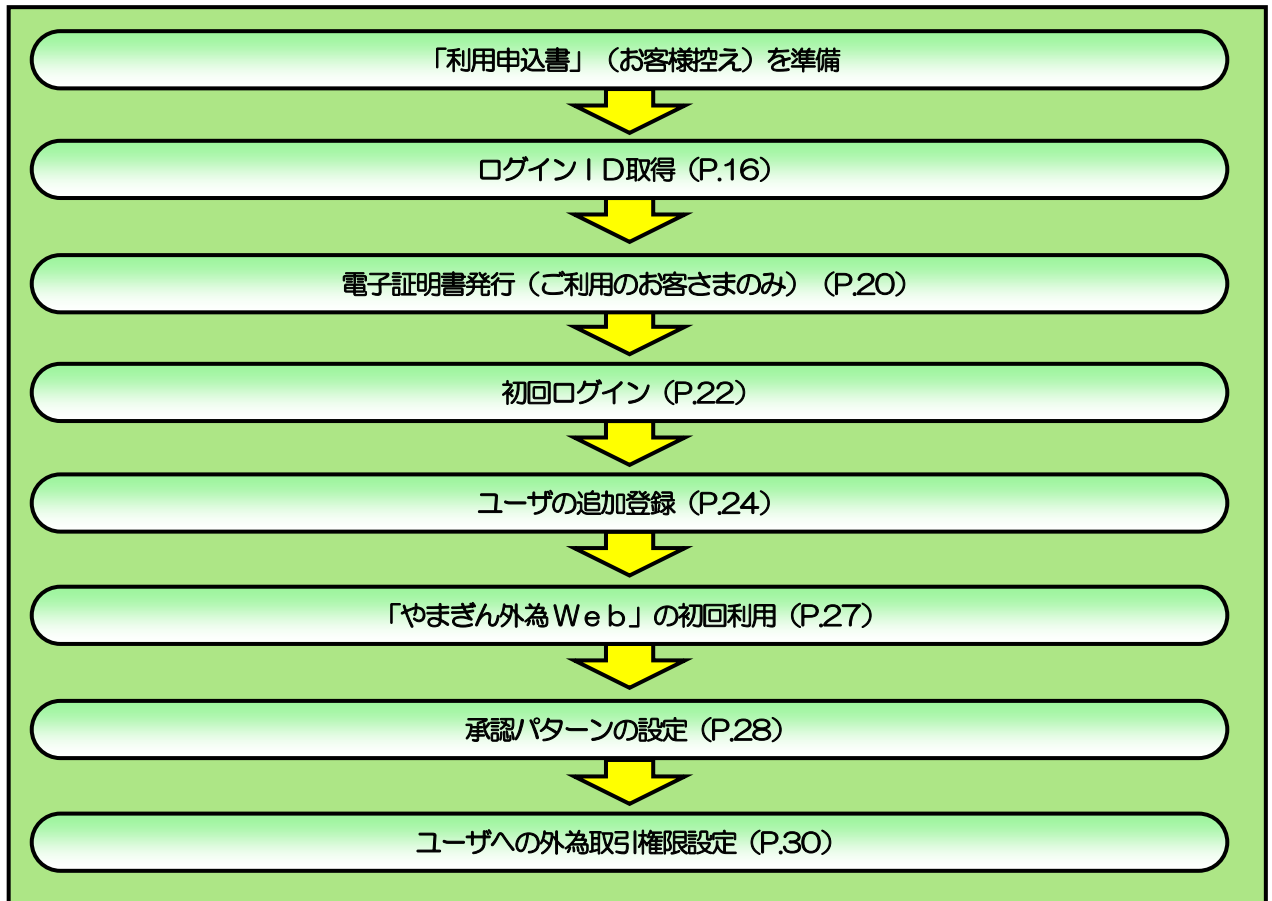 「利用申込書」（お客様控え）を準備
ログインＩＤ取得（P.16）
電子証明書発行（ご利用のお客さまのみ）（P.20）
初回ログイン（P.22）
ユーザの追加登録（P.24）
「やまぎん外為Ｗｅｂ」の初回利用（P.27）
承認パターンの設定（P.28）
ユーザへの外為取引権限設定（P.30）